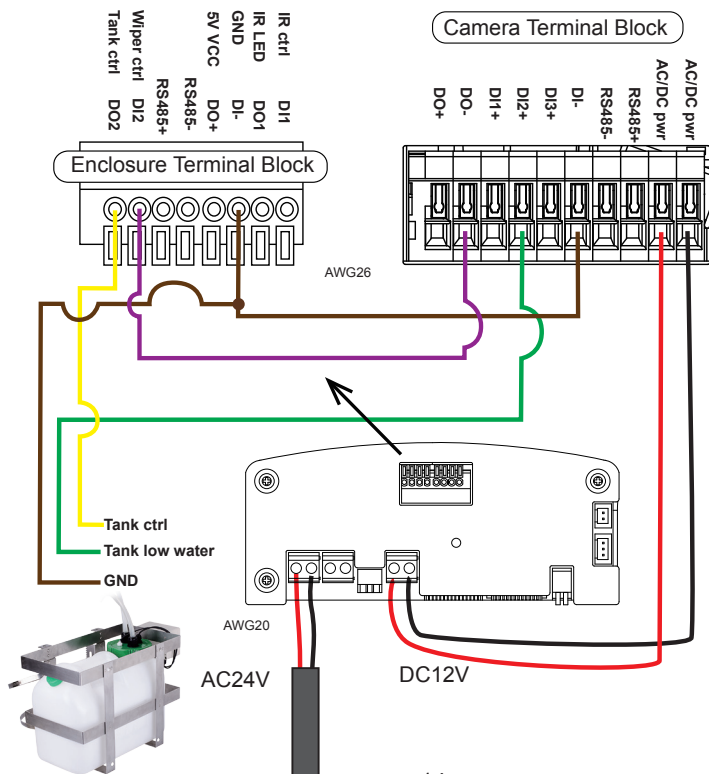 Camera Terminal Block
Tank ctrl
Wiper ctrl
5V VCC
GND
IR LED
IR ctrl
DO2
DI2
RS485+
RS485-
DO+
DI-
DO1
DI1
Enclosure Terminal Block
DO+
DO-
DI1+
DI2+
DI3+
DI-
RS485-
RS485+
AC/DC pwr
AC/DC pwr
AWG26
Tank ctrl
Tank low water
GND
AWG20
AC24V
DC12V